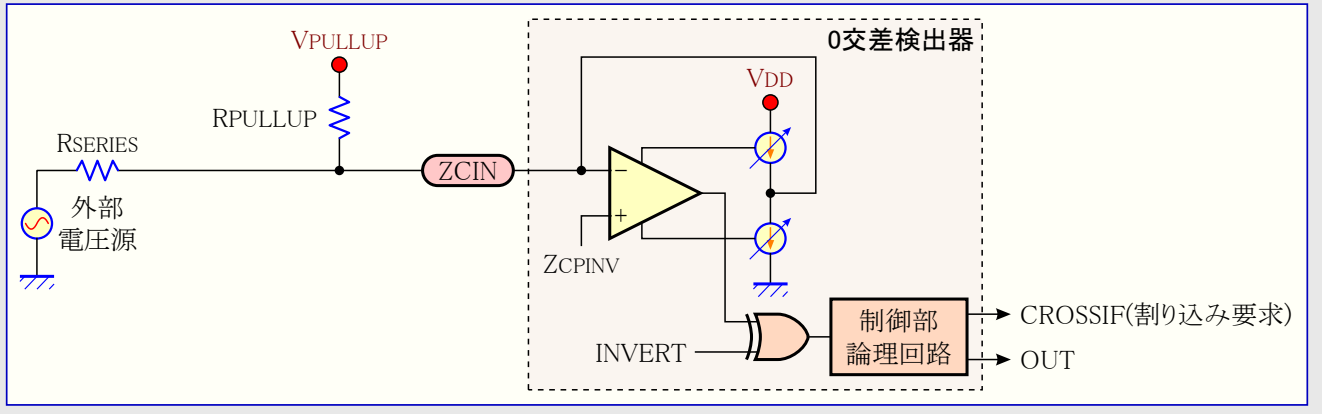 0交差検出器
VPULLUP
VDD
RPULLUP
RSERIES
ZCIN
−
外部
電圧源
+
ZCPINV
制御部
論理回路
CROSSIF(割り込み要求)
INVERT
OUT